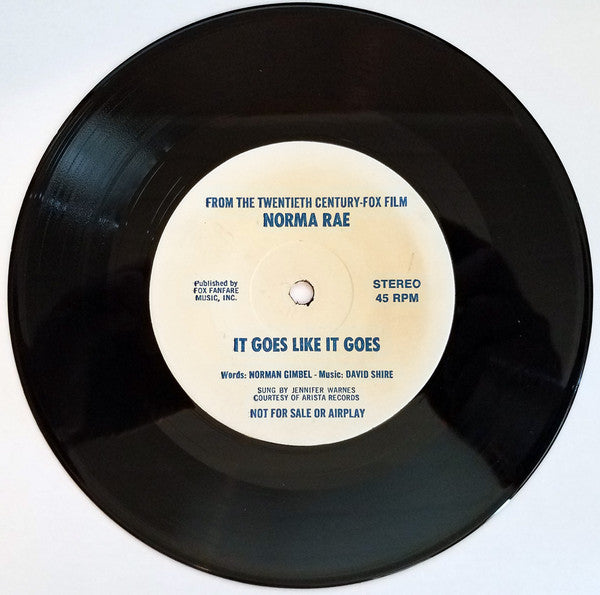 FROM THE TWENTIETH CENTURY-FOX FILM
NORMA RAE
Published by
FOX FANFARE
MUSIC, INC.
STEREO
45 RPM
IT GOES LIKE IT GOES
Words: NORMAN GIMBEL - Music: DAVID SHIRE
SUNG BY JENNIFER WARNES
COURTESY OF ARISTA RECORDS
NOT FOR SALE OR AIRPLAY